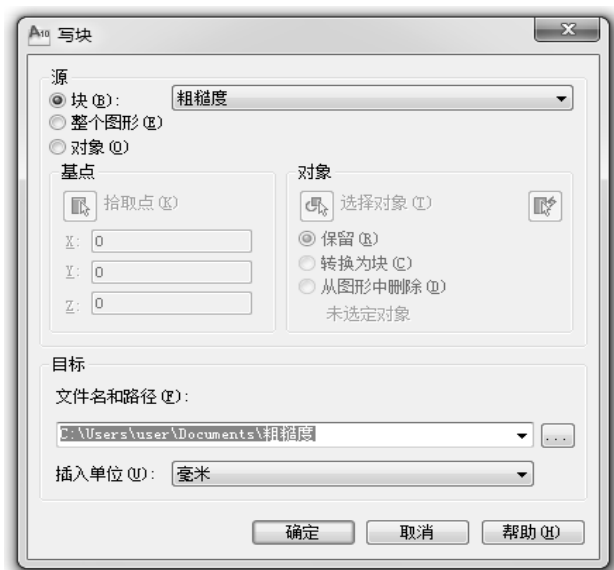 A10 写块
源
块(B): 粗糙度
整个图形(E)
对象(O)
基点
拾取点(K)
X: 0
Y: 0
Z: 0
对象
选择对象(T)
保留(R)
转换为块(C)
从图形中删除(D)
未选定对象
目标
文件名和路径(F):
C:\Users\user\Documents\粗糙度
...
插入单位(U): 毫米
确定 取消 帮助(H)